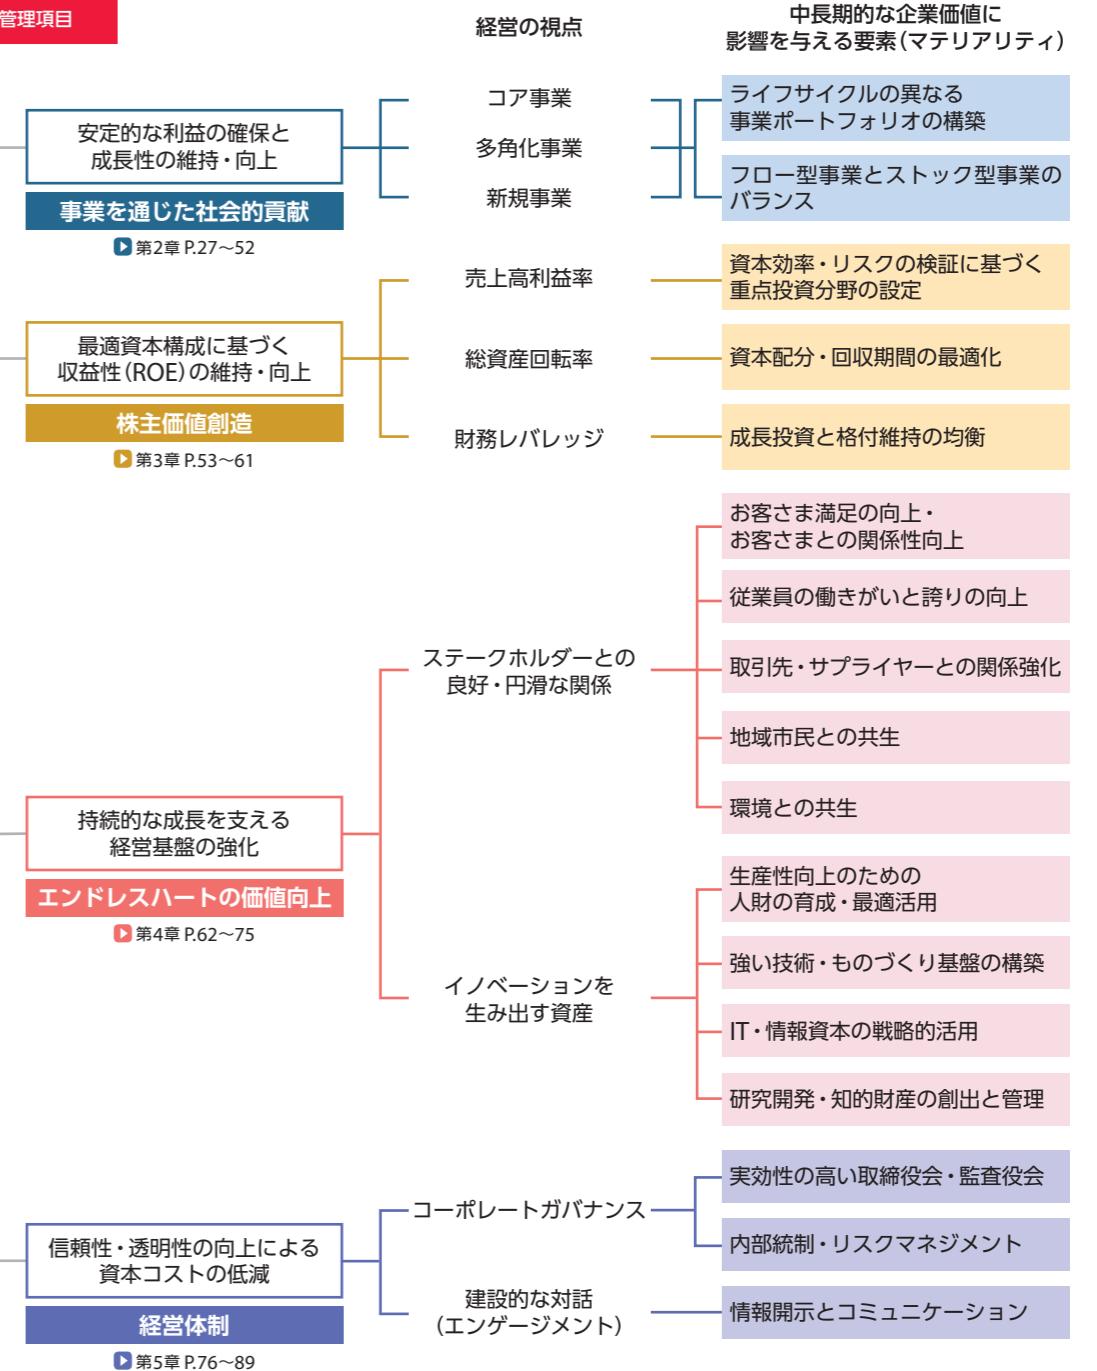 管理項目
経営の視点
中長期的な企業価値に
影響を与える要素(マテリアリティ)
安定的な利益の確保と
成長性の維持・向上
事業を通じた社会的貢献
第2章 P.27〜52
コア事業
多角化事業
新規事業
ライフサイクルの異なる
事業ポートフォリオの構築
フロー型事業とストック型事業の
バランス
最適資本構成に基づく
収益性(ROE)の維持・向上
株主価値創造
第3章 P.53〜61
売上高利益率
総資産回転率
財務レバレッジ
資本効率・リスクの検証に基づく
重点投資分野の設定
資本配分・回収期間の最適化
成長投資と格付維持の均衡
持続的な成長を支える
経営基盤の強化
エンドレスハートの価値向上
第4章 P.62〜75
ステークホルダーとの
良好・円滑な関係
お客さま満足の向上・
お客さまとの関係性向上
従業員の働きがいと誇りの向上
取引先・サプライヤーとの関係強化
地域市民との共生
環境との共生
イノベーションを
生み出す資産
生産性向上のための
人財の育成・最適活用
強い技術・ものづくり基盤の構築
IT・情報資本の戦略的活用
研究開発・知的財産の創出と管理
信頼性・透明性の向上による
資本コストの低減
経営体制
第5章 P.76〜89
コーポレートガバナンス
実効性の高い取締役会・監査役会
内部統制・リスクマネジメント
建設的な対話
(エンゲージメント)
情報開示とコミュニケーション